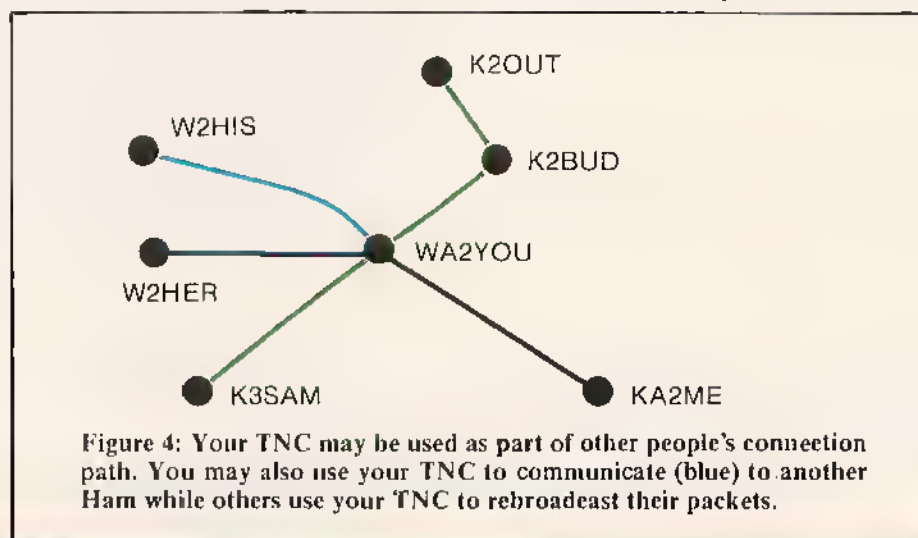 K2OUT
W2HIS
K2BUD
WA2YOU
W2HER
K3SAM
KA2ME
Figure 4: Your TNC may be used as part of other people's connection
path. You may also use your TNC to communicate (blue) to another
Ham while others use your TNC to rebroadcast their packets.